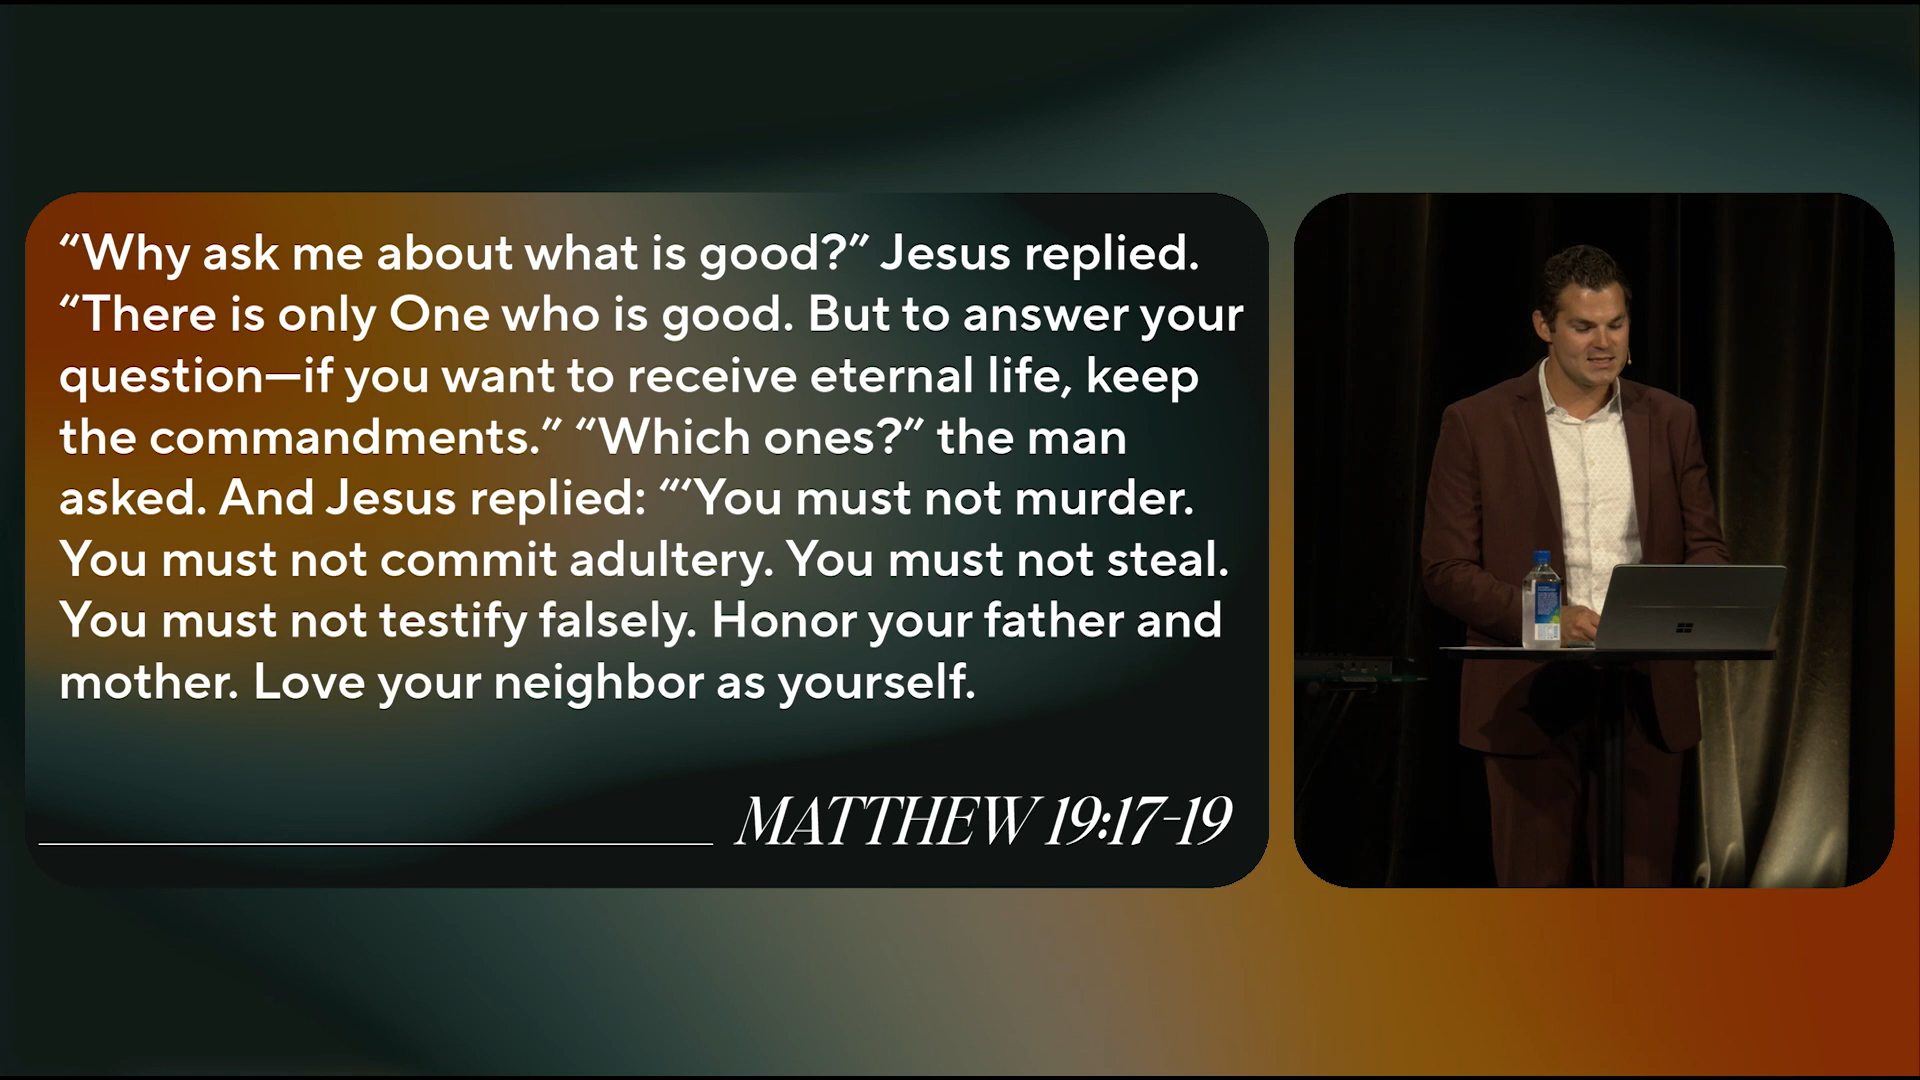 “Why ask me about what is good?” Jesus replied.
“There is only One who is good. But to answer your
question—if you want to receive eternal life, keep
the commandments.” “Which ones?” the man
asked. And Jesus replied: “‘You must not murder.
You must not commit adultery. You must not steal.
You must not testify falsely. Honor your father and
mother. Love your neighbor as yourself.
MATTHEW 19:17-19